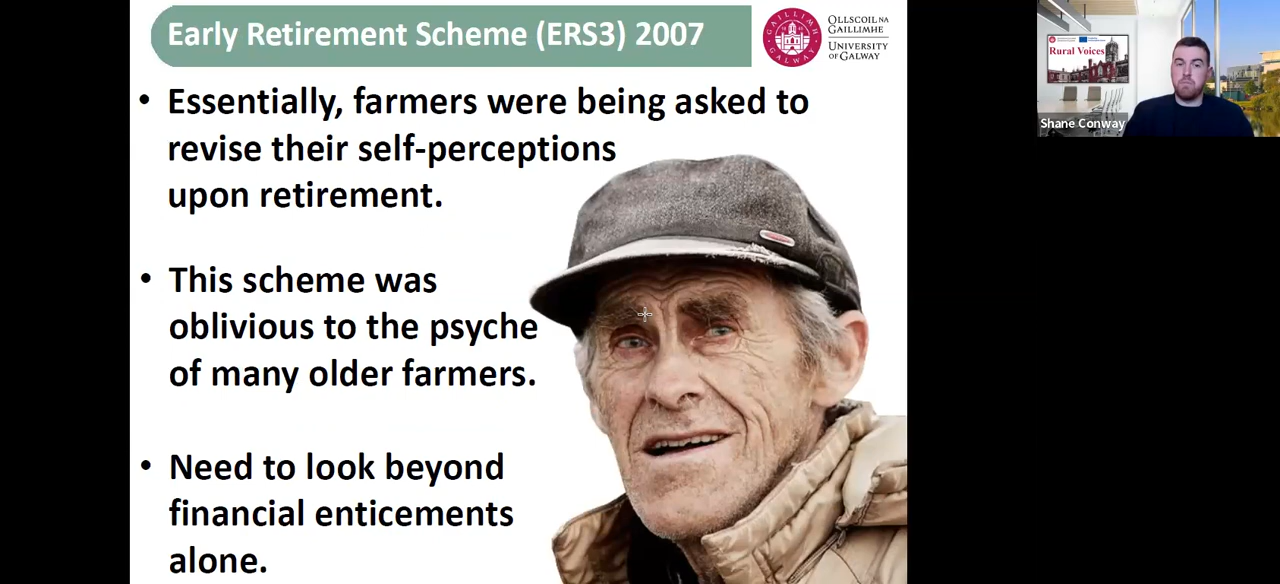 Early Retirement Scheme (ERS3) 2007
OLLSCOIL NA
GAILLIMHE
UNIVERSITY
OF GALWAY
GAILLIMH
GALWAY
• Essentially, farmers were being asked to
revise their self-perceptions
upon retirement.
• This scheme was
oblivious to the psyche
of many older farmers.
• Need to look beyond
financial enticements
alone.
Rural Voices
Shane Conway